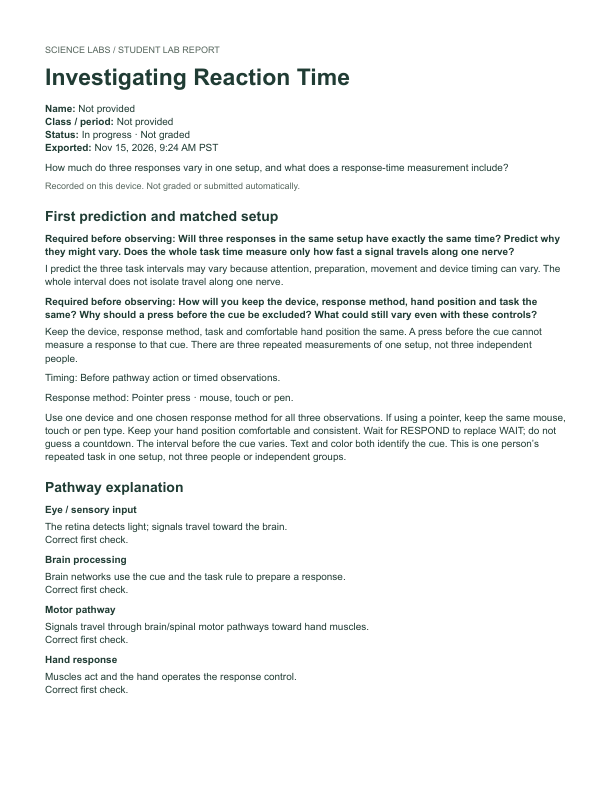 SCIENCE LABS / STUDENT LAB REPORT
Investigating Reaction Time
Name: Not provided
Class / period: Not provided
Status: In progress · Not graded
Exported: Nov 15, 2026, 9:24 AM PST
How much do three responses vary in one setup, and what does a response-time measurement include?
Recorded on this device. Not graded or submitted automatically.
First prediction and matched setup
Required before observing: Will three responses in the same setup have exactly the same time? Predict why
they might vary. Does the whole task time measure only how fast a signal travels along one nerve?
I predict the three task intervals may vary because attention, preparation, movement and device timing can vary. The
whole interval does not isolate travel along one nerve.
Required before observing: How will you keep the device, response method, hand position and task the
same? Why should a press before the cue be excluded? What could still vary even with these controls?
Keep the device, response method, task and comfortable hand position the same. A press before the cue cannot
measure a response to that cue. There are three repeated measurements of one setup, not three independent
people.
Timing: Before pathway action or timed observations.
Response method: Pointer press · mouse, touch or pen.
Use one device and one chosen response method for all three observations. If using a pointer, keep the same mouse,
touch or pen type. Keep your hand position comfortable and consistent. Wait for RESPOND to replace WAIT; do not
guess a countdown. The interval before the cue varies. Text and color both identify the cue. This is one person's
repeated task in one setup, not three people or independent groups.
Pathway explanation
Eye / sensory input
The retina detects light; signals travel toward the brain.
Correct first check.
Brain processing
Brain networks use the cue and the task rule to prepare a response.
Correct first check.
Motor pathway
Signals travel through brain/spinal motor pathways toward hand muscles.
Correct first check.
Hand response
Muscles act and the hand operates the response control.
Correct first check.